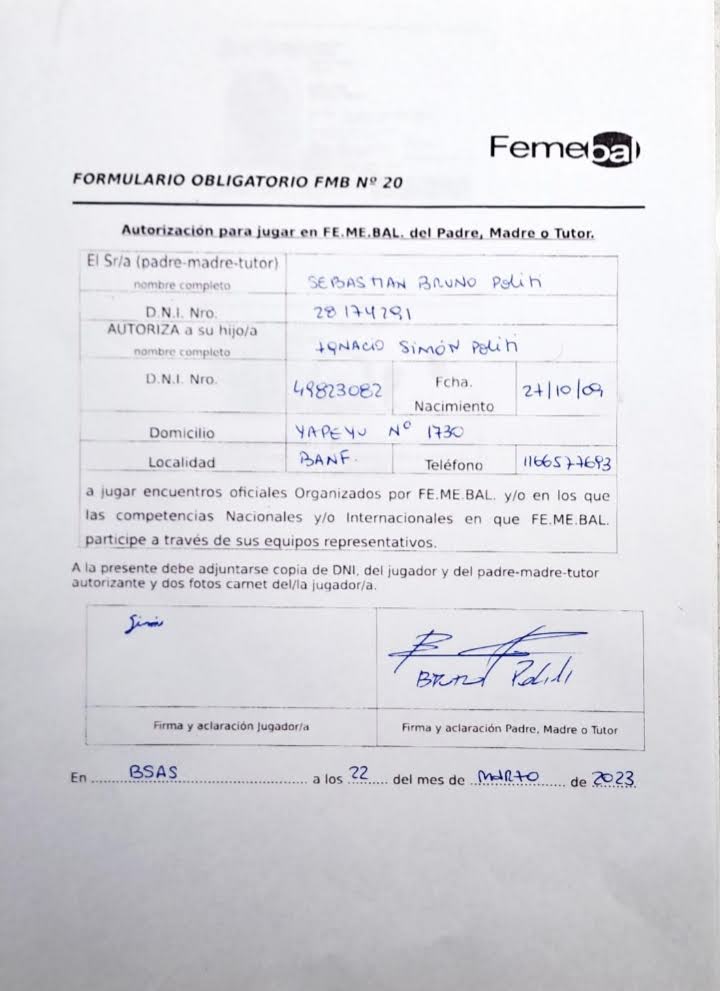 Femebal
FORMULARIO OBLIGATORIO FMB Nº 20
Autorización para jugar en FE.ME.BAL. del Padre, Madre o Tutor.
El Sr/a (padre-madre-tutor)
nombre completo
SEBASTIAN BRUNO Politi
D.N.I. Nro.
28174291
AUTORIZA a su hijo/a
nombre completo
IGNACIO SIMÓN Politi
D.N.I. Nro.
49823082
Fcha.
Nacimiento
27/10/09
Domicilio
YAPEYU Nº 1730
Localidad
BANF.
Teléfono
1166577693
a jugar encuentros oficiales Organizados por FE.ME.BAL. y/o en los que
las competencias Nacionales y/o Internacionales en que FE.ME.BAL.
participe a través de sus equipos representativos.
A la presente debe adjuntarse copia de DNI, del jugador y del padre-madre-tutor
autorizante y dos fotos carnet del/la jugador/a.
Bruno Politi
Firma y aclaración Jugador/a
Firma y aclaración Padre, Madre o Tutor
En BSAS a los 22 del mes de MARZO de 2023